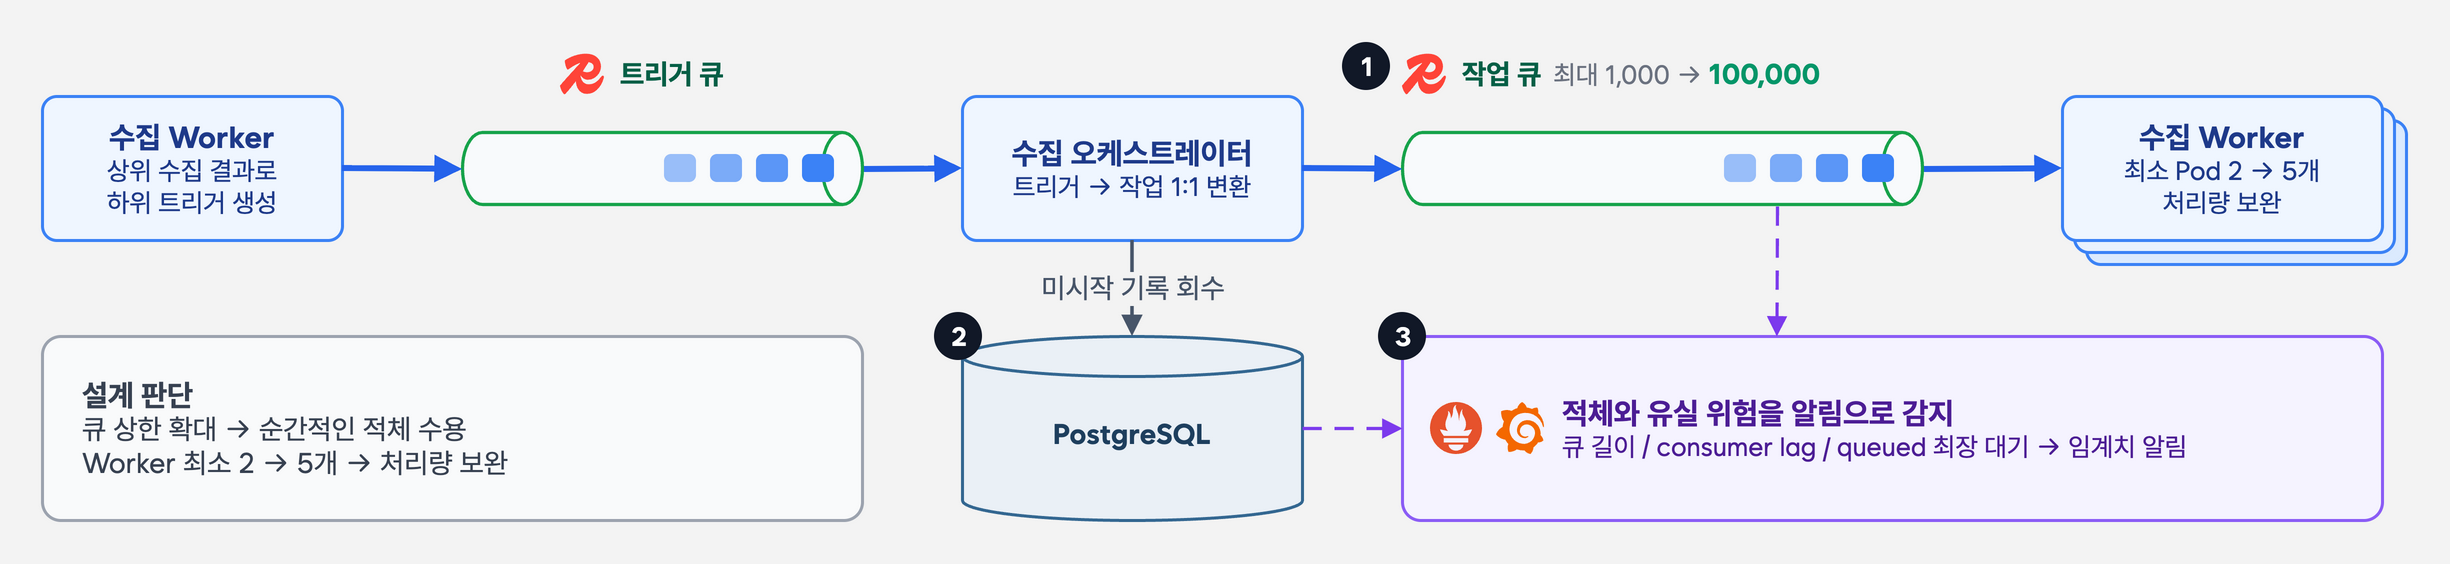 트리거 큐
1 작업 큐 최대 1,000 → 100,000
수집 Worker
상위 수집 결과로
하위 트리거 생성
수집 오케스트레이터
트리거 → 작업 1:1 변환
수집 Worker
최소 Pod 2 → 5개
처리량 보완
미시작 기록 회수
설계 판단
큐 상한 확대 → 순간적인 적체 수용
Worker 최소 2 → 5개 → 처리량 보완
2
PostgreSQL
3
적체와 유실 위험을 알림으로 감지
큐 길이 / consumer lag / queued 최장 대기 → 임계치 알림